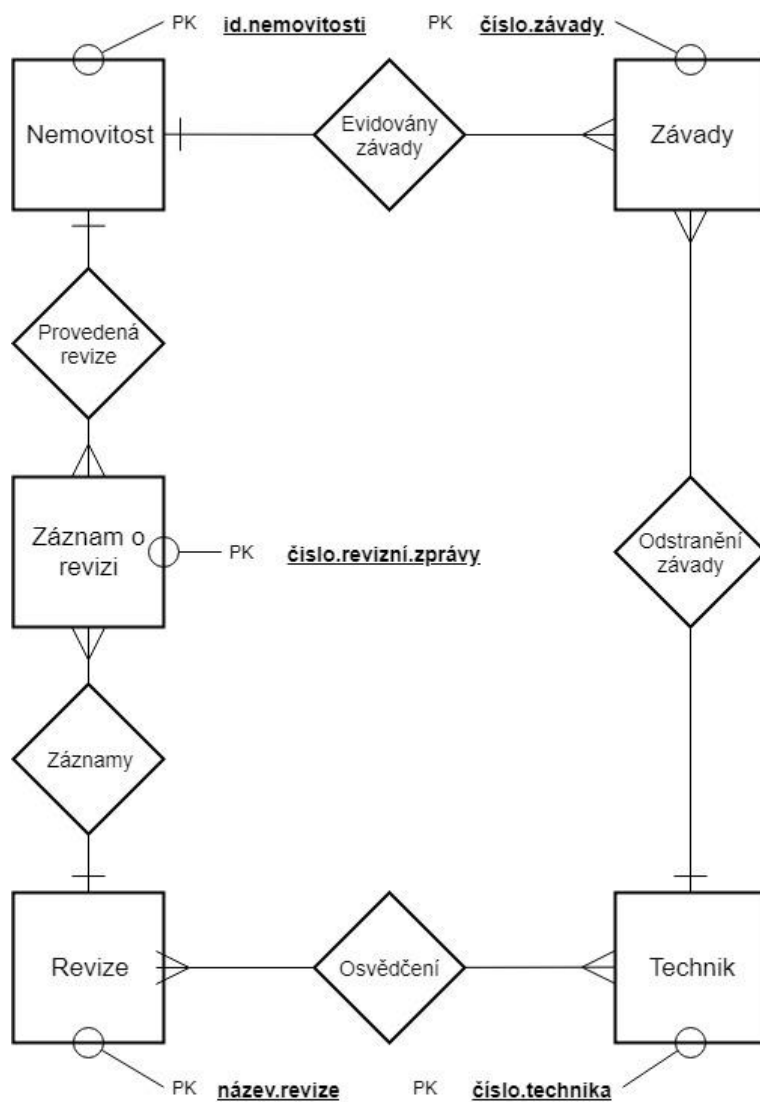 PK id.nemovitosti
PK číslo.závady
Nemovitost
Evidovány
závady
Závady
Provedená
revize
Záznam o
revizi
PK čislo.revizní.zprávy
Odstranění
závady
Záznamy
Revize
Osvědčení
Technik
PK název.revize
PK číslo.technika